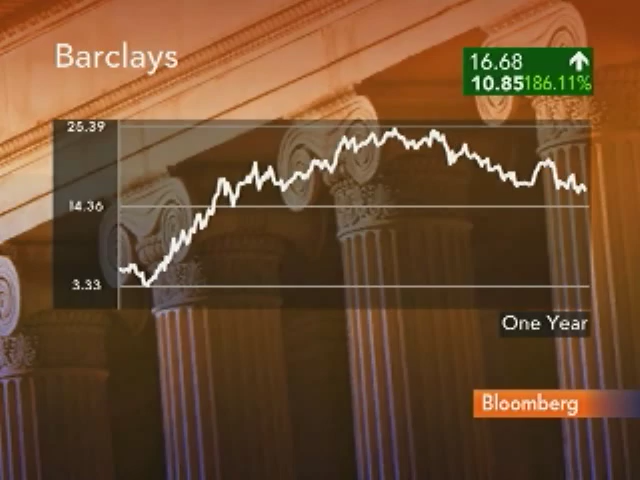 Barclays
16.68
10.85 186.11%
25.39
14.36
3.33
One Year
Bloomberg